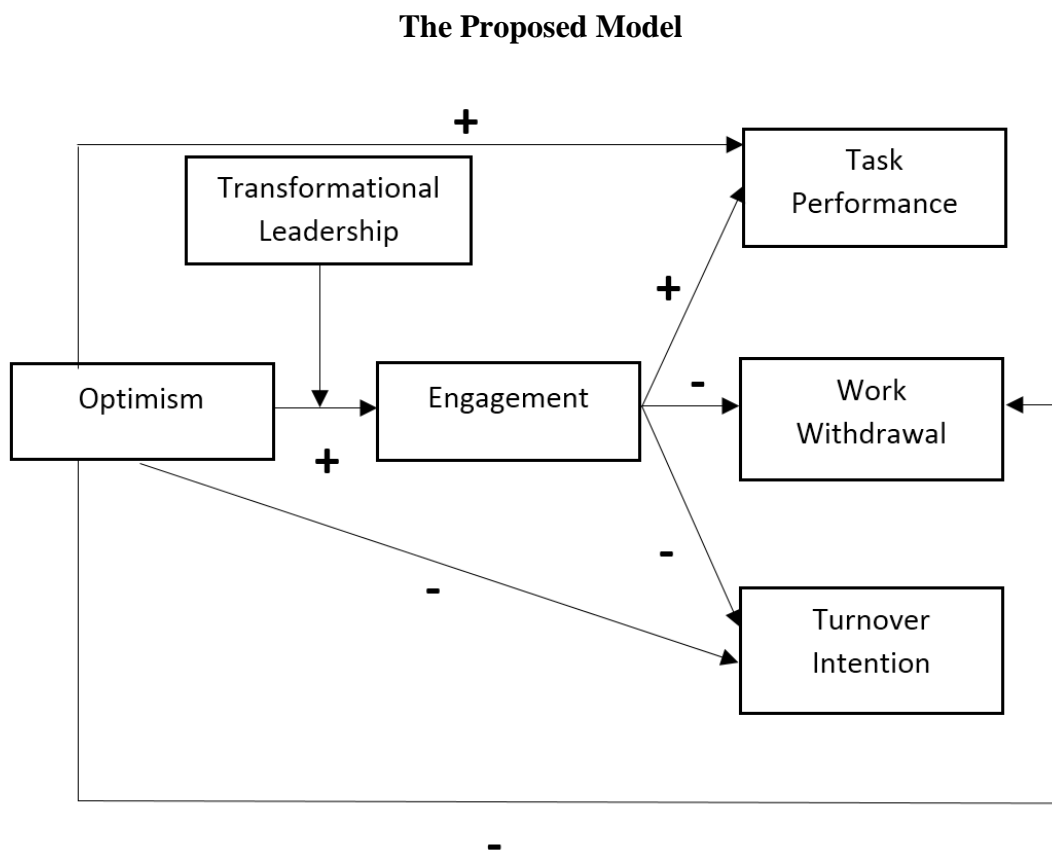 The Proposed Model
+
Task
Performance
Transformational
Leadership
+
Optimism
Engagement
-
Work
Withdrawal
+
-
-
Turnover
Intention
-